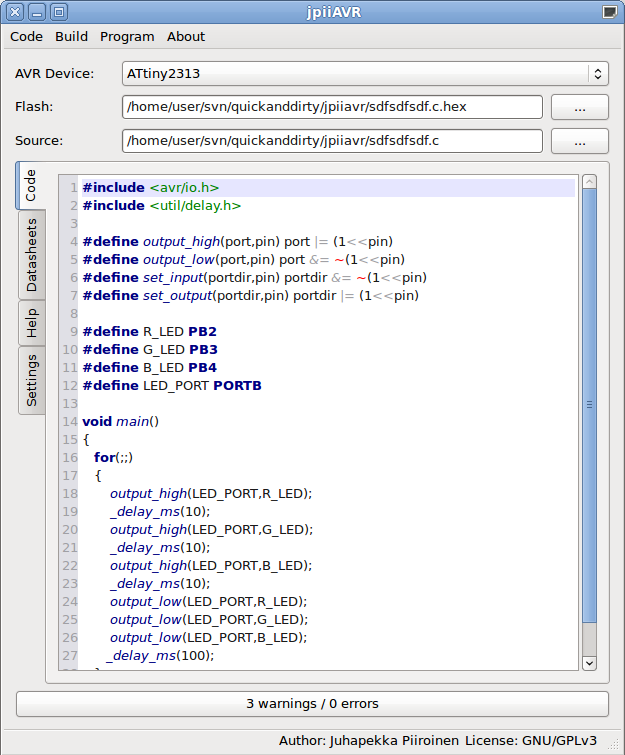 jpiiAVR
Code Build Program About
AVR Device: ATtiny2313
Flash: /home/user/svn/quickanddirty/jpiiavr/sdfsdfsdf.c.hex ...
Source: /home/user/svn/quickanddirty/jpiiavr/sdfsdfsdf.c ...
Code
Datasheets
Help
Settings
1 #include <avr/io.h>
2 #include <util/delay.h>
3
4 #define output_high(port,pin) port |= (1<<pin)
5 #define output_low(port,pin) port &= ~(1<<pin)
6 #define set_input(portdir,pin) portdir &= ~(1<<pin)
7 #define set_output(portdir,pin) portdir |= (1<<pin)
8
9 #define R_LED PB2
10 #define G_LED PB3
11 #define B_LED PB4
12 #define LED_PORT PORTB
13
14 void main()
15 {
16 for(;;)
17 {
18 output_high(LED_PORT,R_LED);
19 _delay_ms(10);
20 output_high(LED_PORT,G_LED);
21 _delay_ms(10);
22 output_high(LED_PORT,B_LED);
23 _delay_ms(10);
24 output_low(LED_PORT,R_LED);
25 output_low(LED_PORT,G_LED);
26 output_low(LED_PORT,B_LED);
27 _delay_ms(100);
3 warnings / 0 errors
Author: Juhapekka Piiroinen License: GNU/GPLv3